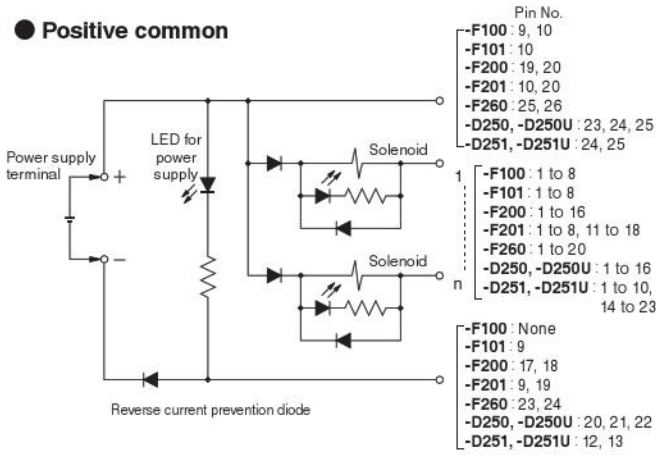 ● Positive common
Pin No.
-F100 : 9, 10
-F101 : 10
-F200 : 19, 20
-F201 : 10, 20
-F260 : 25, 26
-D250, -D250U : 23, 24, 25
-D251, -D251U : 24, 25
LED for
power
supply
Power supply
terminal
+
−
Solenoid
1
-F100 : 1 to 8
-F101 : 1 to 8
-F200 : 1 to 16
-F201 : 1 to 8, 11 to 18
-F260 : 1 to 20
-D250, -D250U : 1 to 16
-D251, -D251U : 1 to 10,
14 to 23
Solenoid
n
-F100 : None
-F101 : 9
-F200 : 17, 18
-F201 : 9, 19
-F260 : 23, 24
-D250, -D250U : 20, 21, 22
-D251, -D251U : 12, 13
Reverse current prevention diode